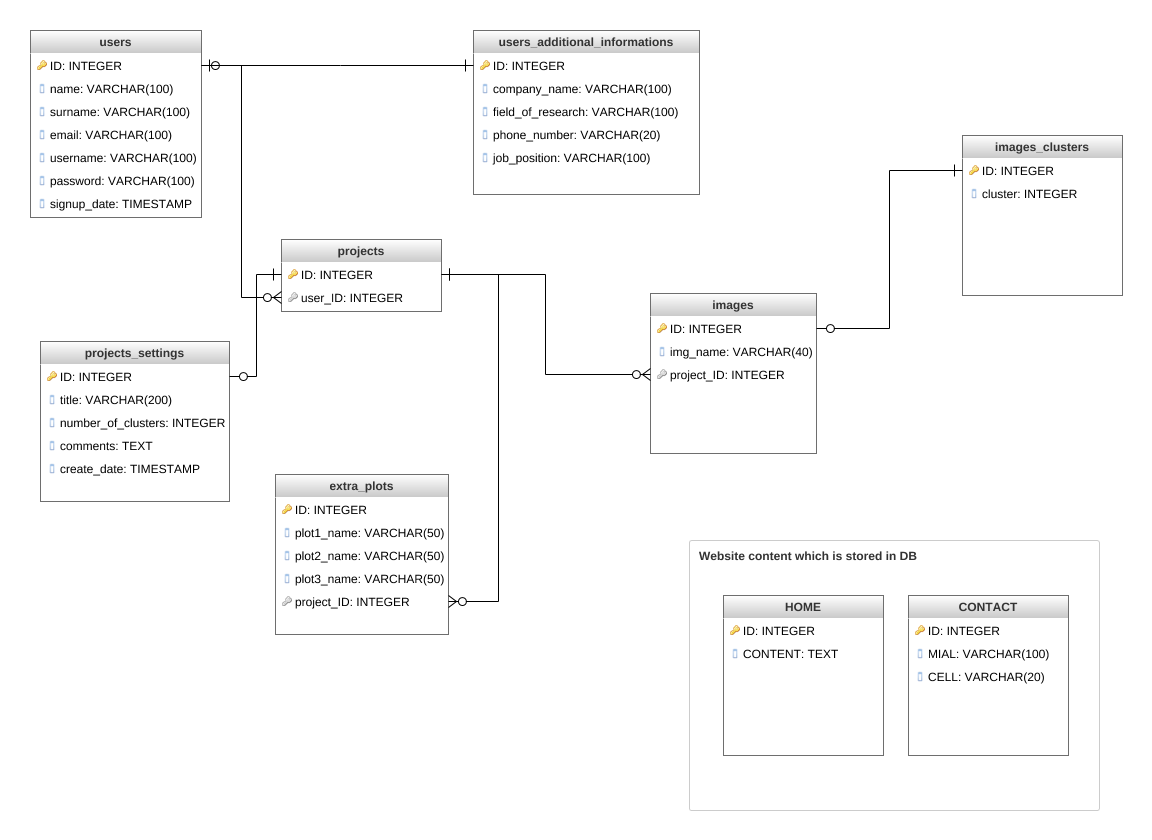 users
ID: INTEGER
name: VARCHAR(100)
surname: VARCHAR(100)
email: VARCHAR(100)
username: VARCHAR(100)
password: VARCHAR(100)
signup_date: TIMESTAMP
users_additional_informations
ID: INTEGER
company_name: VARCHAR(100)
field_of_research: VARCHAR(100)
phone_number: VARCHAR(20)
job_position: VARCHAR(100)
images_clusters
ID: INTEGER
cluster: INTEGER
projects
ID: INTEGER
user_ID: INTEGER
images
ID: INTEGER
img_name: VARCHAR(40)
project_ID: INTEGER
projects_settings
ID: INTEGER
title: VARCHAR(200)
number_of_clusters: INTEGER
comments: TEXT
create_date: TIMESTAMP
extra_plots
ID: INTEGER
plot1_name: VARCHAR(50)
plot2_name: VARCHAR(50)
plot3_name: VARCHAR(50)
project_ID: INTEGER
Website content which is stored in DB
HOME
ID: INTEGER
CONTENT: TEXT
CONTACT
ID: INTEGER
MIAL: VARCHAR(100)
CELL: VARCHAR(20)